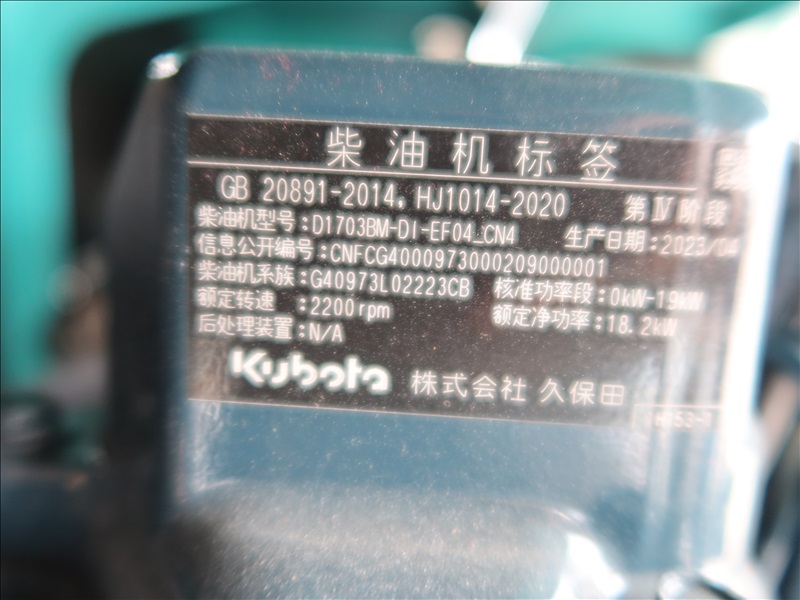 柴油机标签
GB 20891-2014, HJ1014-2020 第Ⅳ阶段
柴油机型号:D1703BM-DI-EF04_CN4 生产日期:2023/04
信息公开编号:CNFCG40009730002090000​01
柴油机系族:G40973L02223CB 核准功率段:0kW-19kW
额定转速 :2200rpm 额定净功率:18.2kW
后处理装置:N/A
Kubota 株式会社 久保田